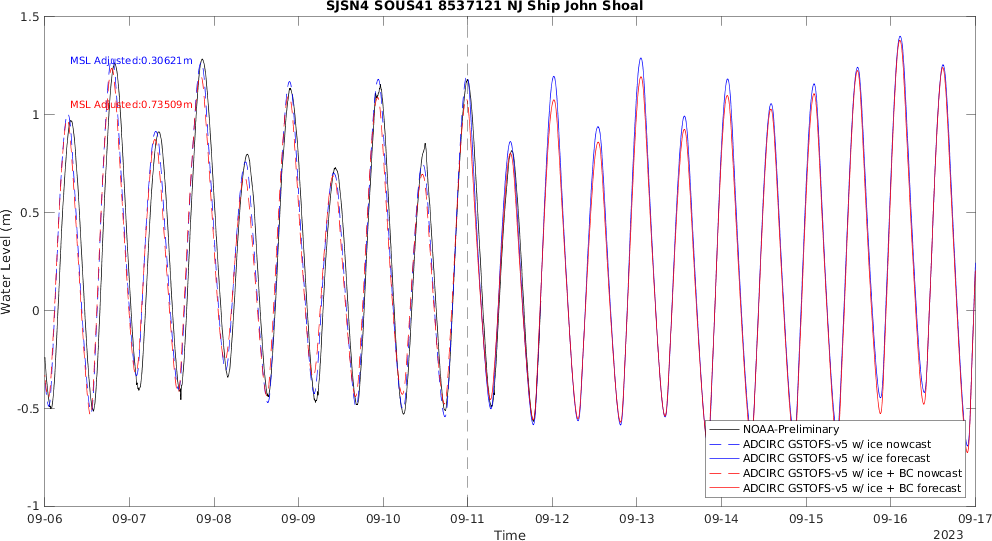 SJSN4 SOUS41 8537121 NJ Ship John Shoal
MSL Adjusted:0.30621m
MSL Adjusted:0.73509m
Water Level (m)
1.5
1
0.5
0
-0.5
-1
NOAA-Preliminary
ADCIRC GSTOFS-v5 w/ ice nowcast
ADCIRC GSTOFS-v5 w/ ice forecast
ADCIRC GSTOFS-v5 w/ ice + BC nowcast
ADCIRC GSTOFS-v5 w/ ice + BC forecast
09-06 09-07 09-08 09-09 09-10 09-11 09-12 09-13 09-14 09-15 09-16 09-17
Time
2023